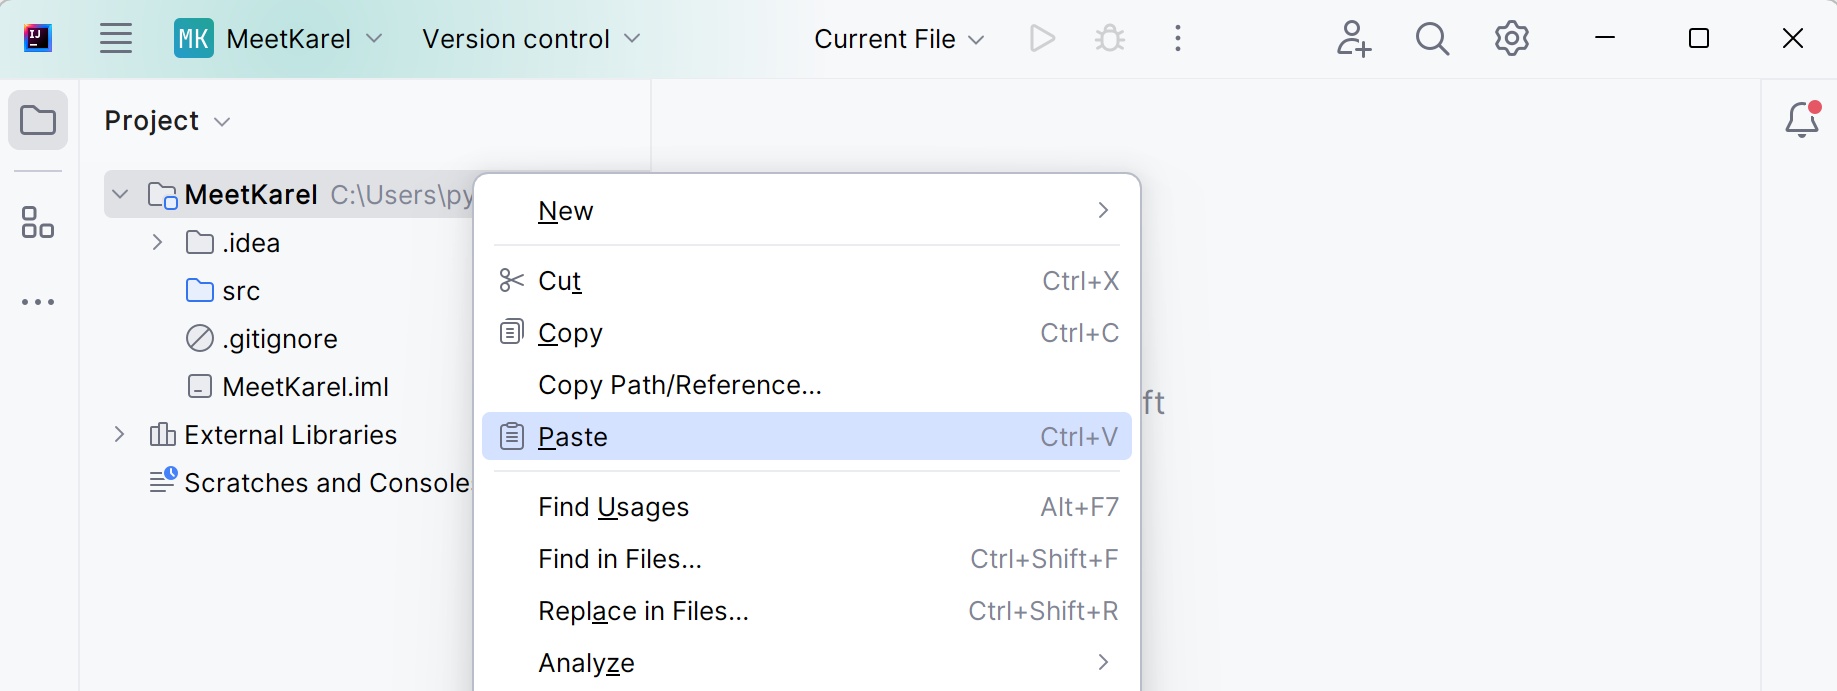 IJ
MK MeetKarel Version control Current File
Project
MeetKarel C:\Users\py
.idea
src
.gitignore
MeetKarel.iml
External Libraries
Scratches and Console
New
Cut Ctrl+X
Copy Ctrl+C
Copy Path/Reference...
Paste Ctrl+V
Find Usages Alt+F7
Find in Files... Ctrl+Shift+F
Replace in Files... Ctrl+Shift+R
Analyze
ft